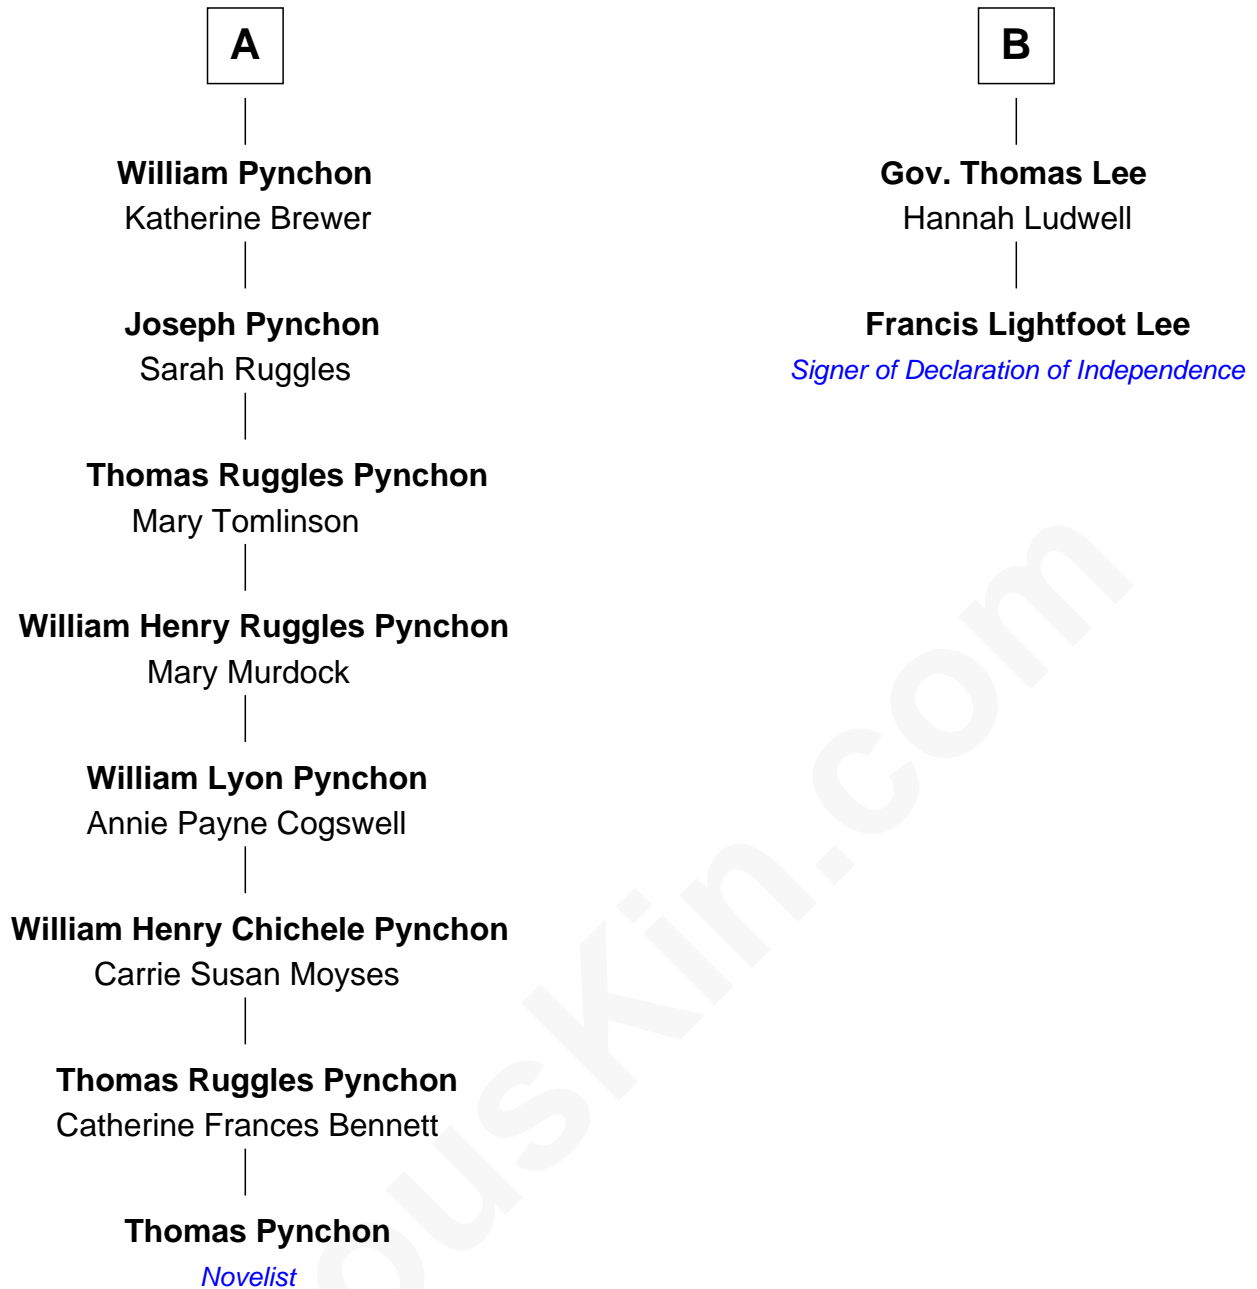 A
William Pynchon
Katherine Brewer
Joseph Pynchon
Sarah Ruggles
Thomas Ruggles Pynchon
Mary Tomlinson
William Henry Ruggles Pynchon
Mary Murdock
William Lyon Pynchon
Annie Payne Cogswell
William Henry Chichele Pynchon
Carrie Susan Moyses
Thomas Ruggles Pynchon
Catherine Frances Bennett
Thomas Pynchon
Novelist
B
Gov. Thomas Lee
Hannah Ludwell
Francis Lightfoot Lee
Signer of Declaration of Independence
ouskin.com